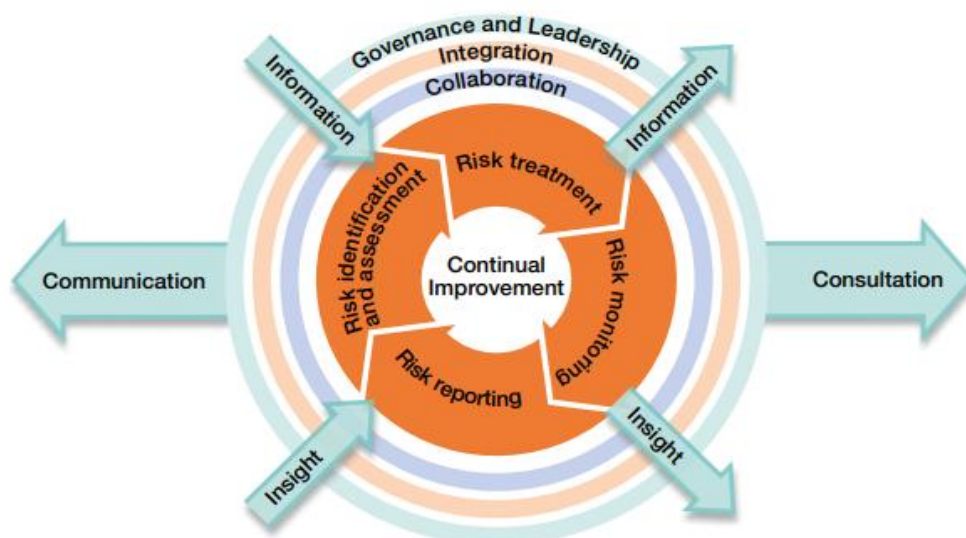 Governance and Leadership
Integration
Collaboration
Information
Information
Risk treatment
Risk identification
and assessment
Continual
Improvement
Risk monitoring
Risk reporting
Communication
Consultation
Insight
Insight